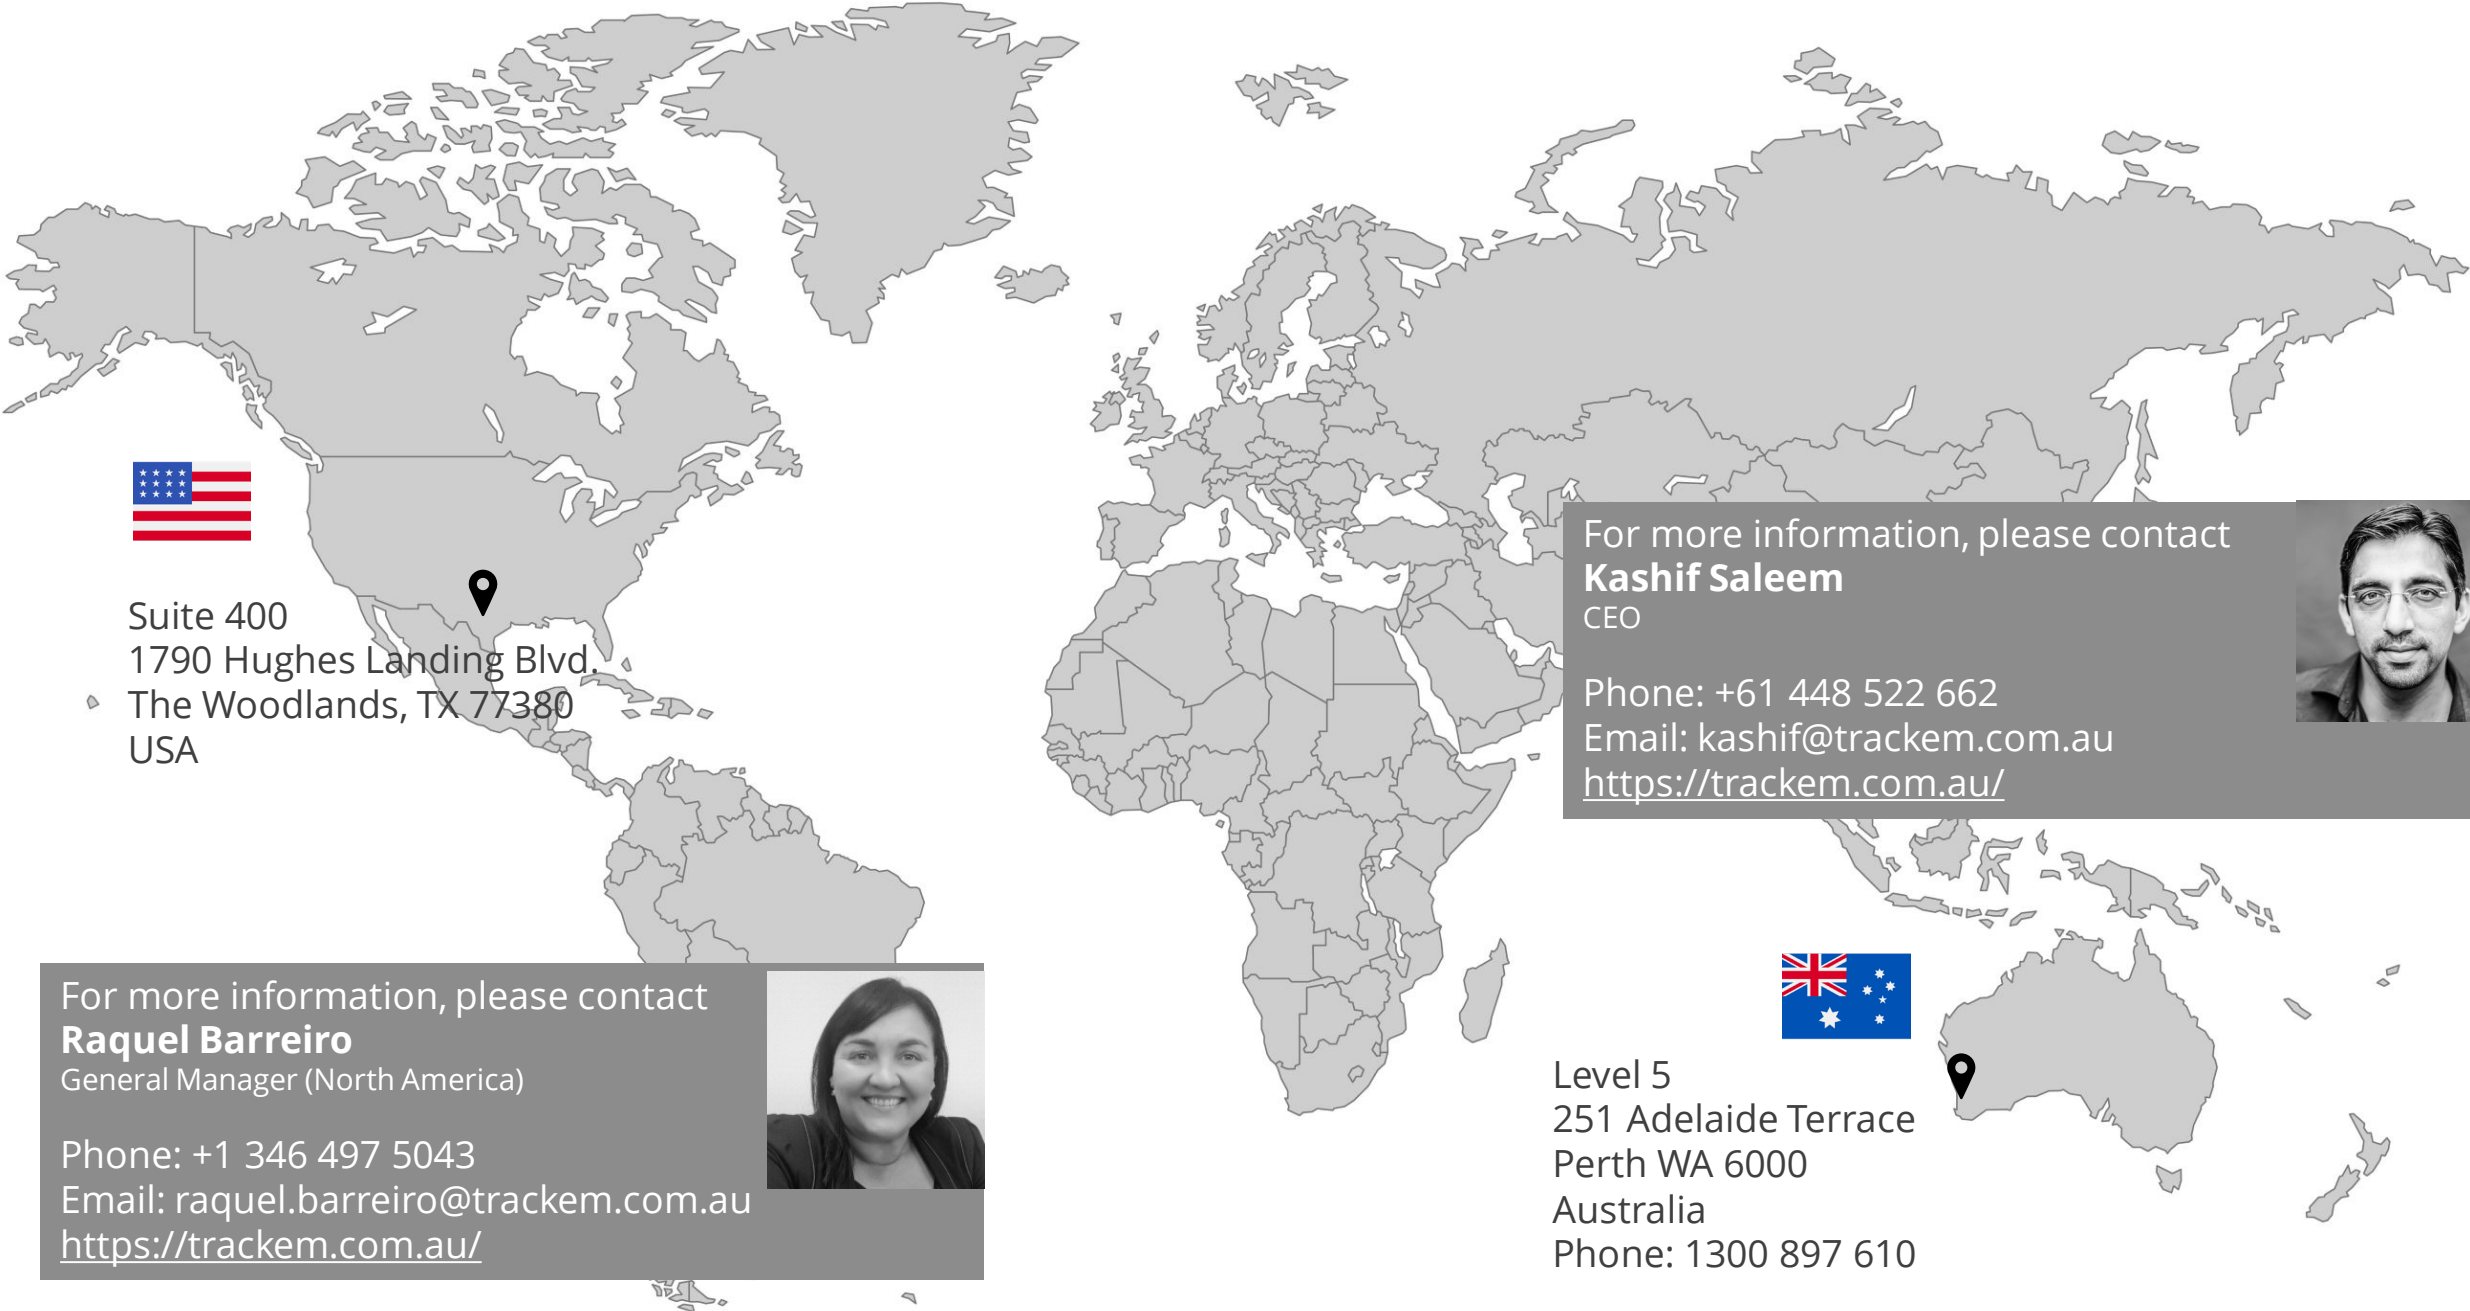 Suite 400
1790 Hughes Landing Blvd.
The Woodlands, TX 77380
USA
For more information, please contact
Kashif Saleem
CEO
Phone: +61 448 522 662
Email: kashif@trackem.com.au
https://trackem.com.au/
For more information, please contact
Raquel Barreiro
General Manager (North America)
Phone: +1 346 497 5043
Email: raquel.barreiro@trackem.com.au
https://trackem.com.au/
Level 5
251 Adelaide Terrace
Perth WA 6000
Australia
Phone: 1300 897 610